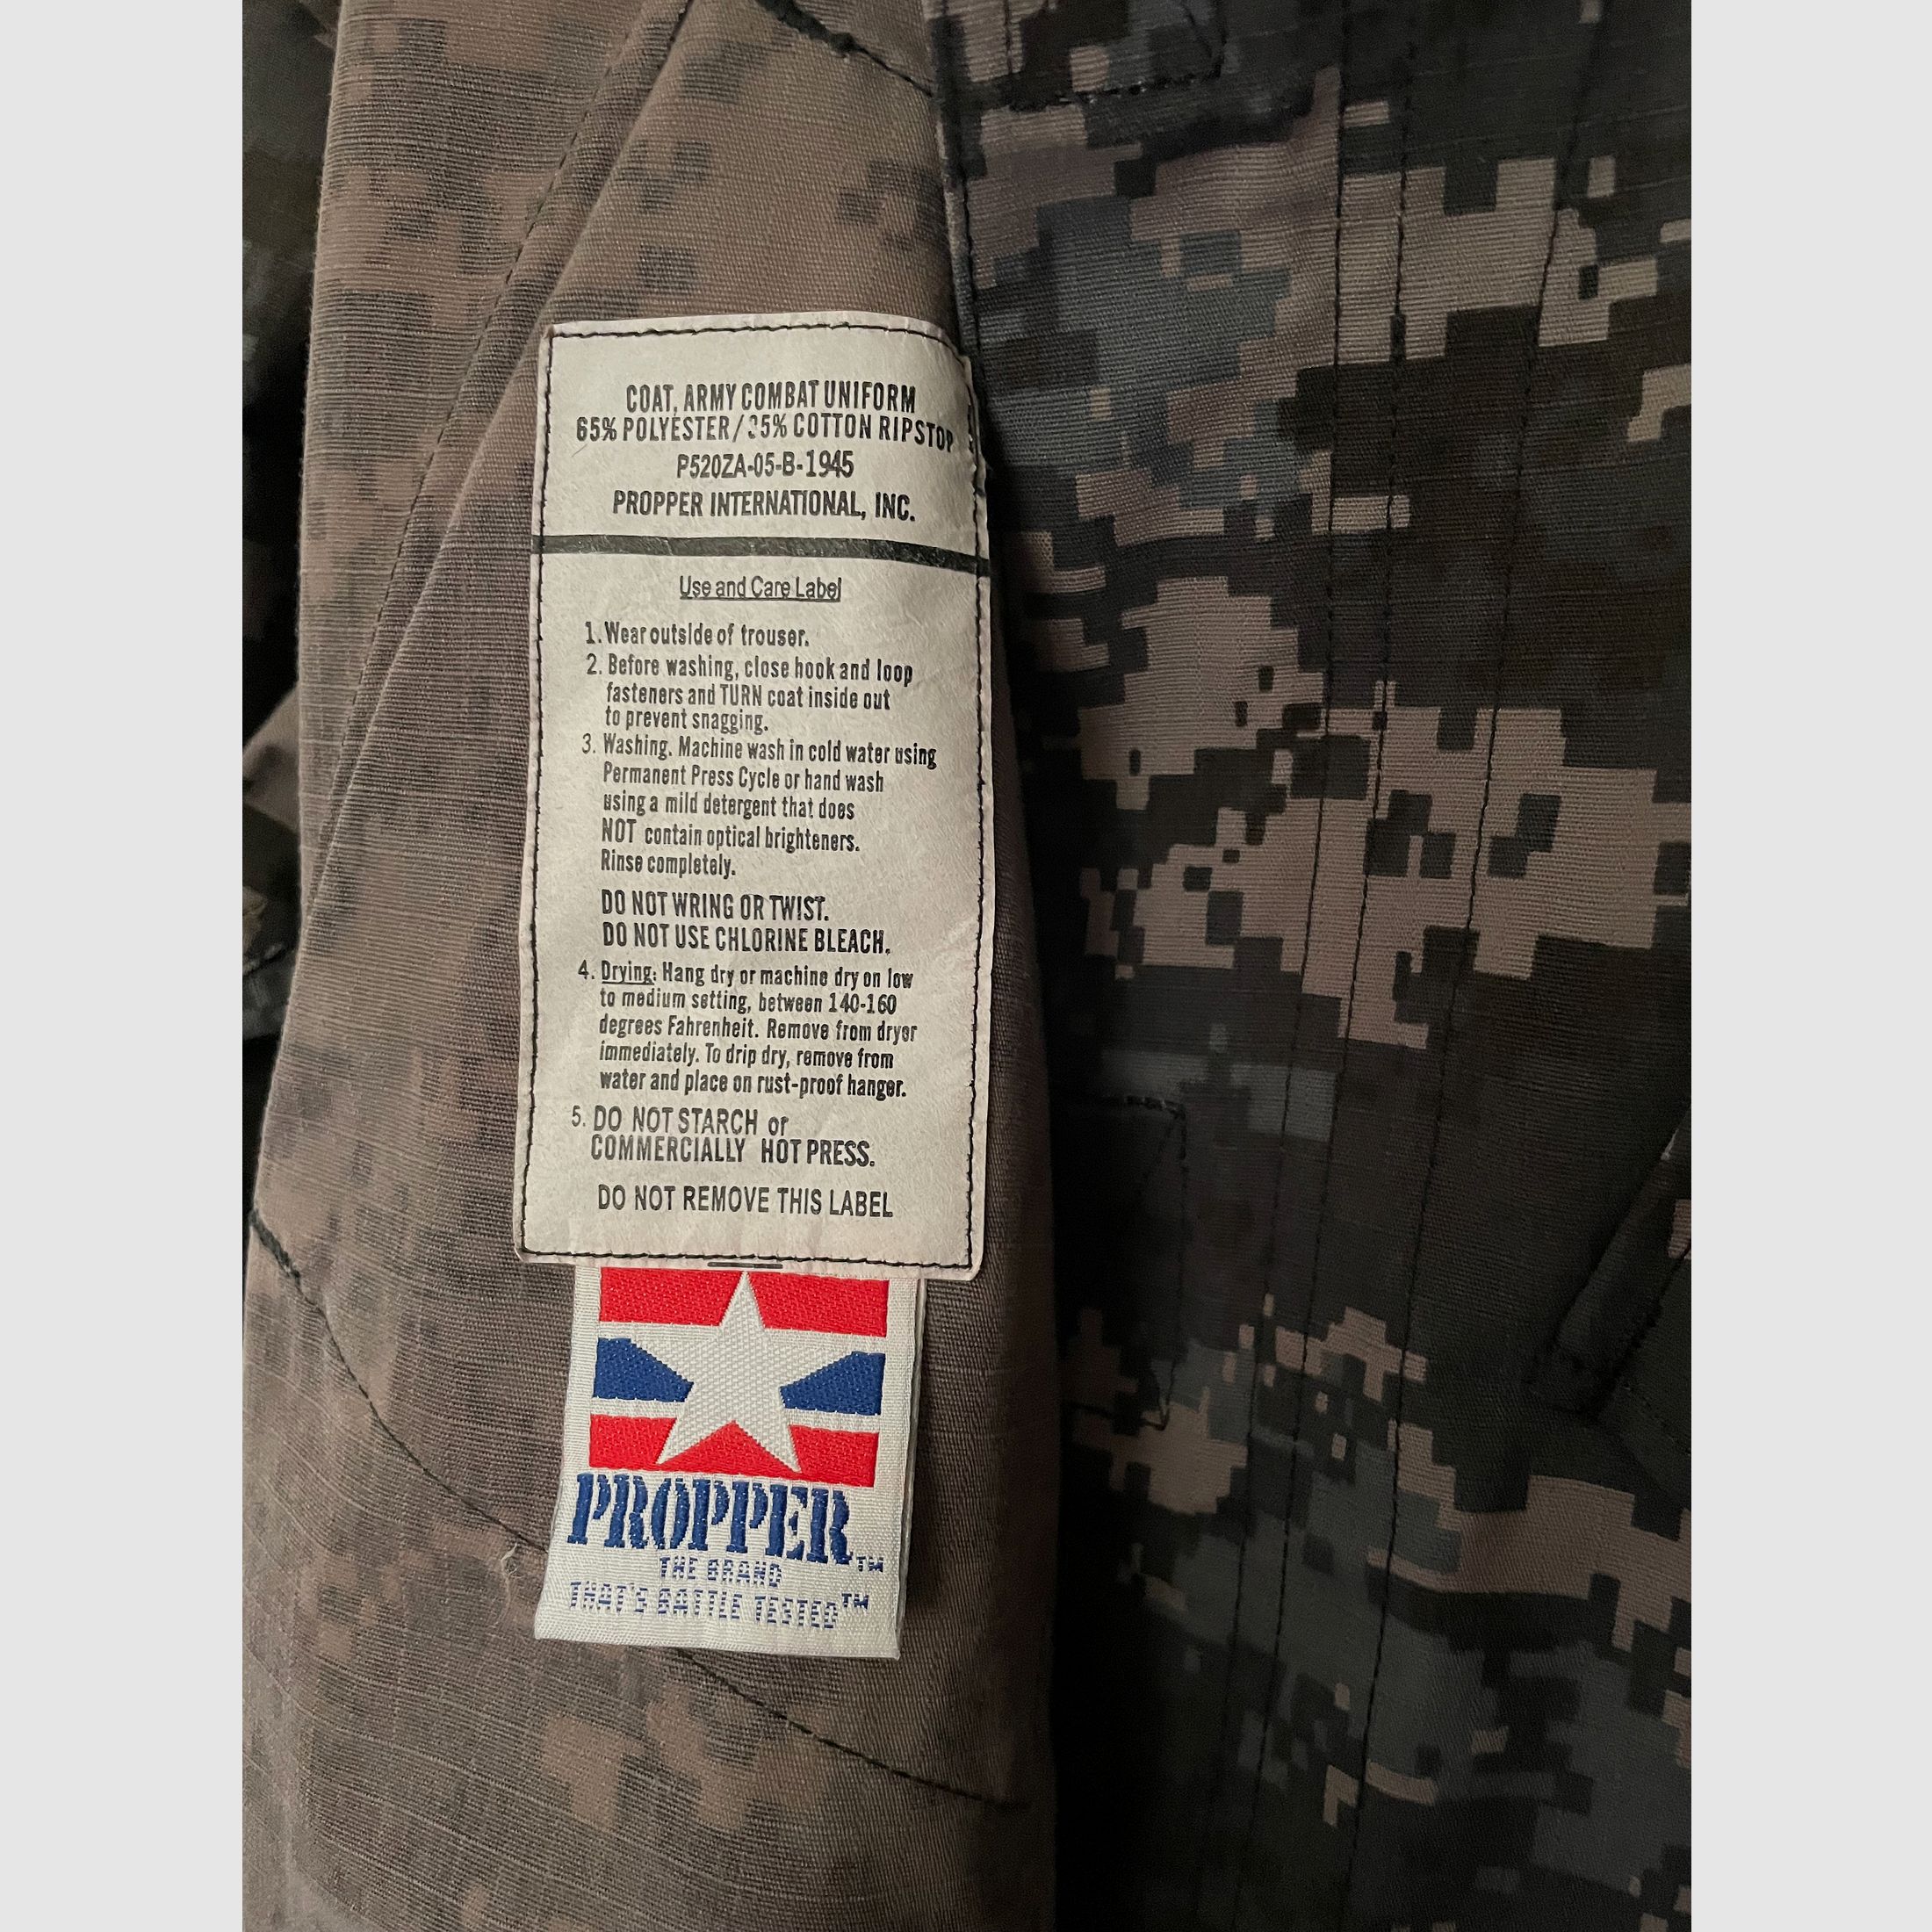 COAT, ARMY COMBAT UNIFORM
65% POLYESTER/35% COTTON RIPSTOP
P520ZA-05-B-1945
PROPPER INTERNATIONAL, INC.
Use and Care Label
1. Wear outside of trouser.
2. Before washing, close hook and loop
fasteners and TURN coat inside out
to prevent snagging.
3. Washing. Machine wash in cold water using
Permanent Press Cycle or hand wash
using a mild detergent that does
NOT contain optical brighteners.
Rinse completely.
DO NOT WRING OR TWIST.
DO NOT USE CHLORINE BLEACH.
4. Drying: Hang dry or machine dry on low
to medium setting, between 140-160
degrees Fahrenheit. Remove from dryer
immediately. To drip dry, remove from
water and place on rust-proof hanger.
5. DO NOT STARCH or
COMMERCIALLY HOT PRESS.
DO NOT REMOVE THIS LABEL
PROPPER™
THE BRAND
THAT'S BATTLE TESTED™